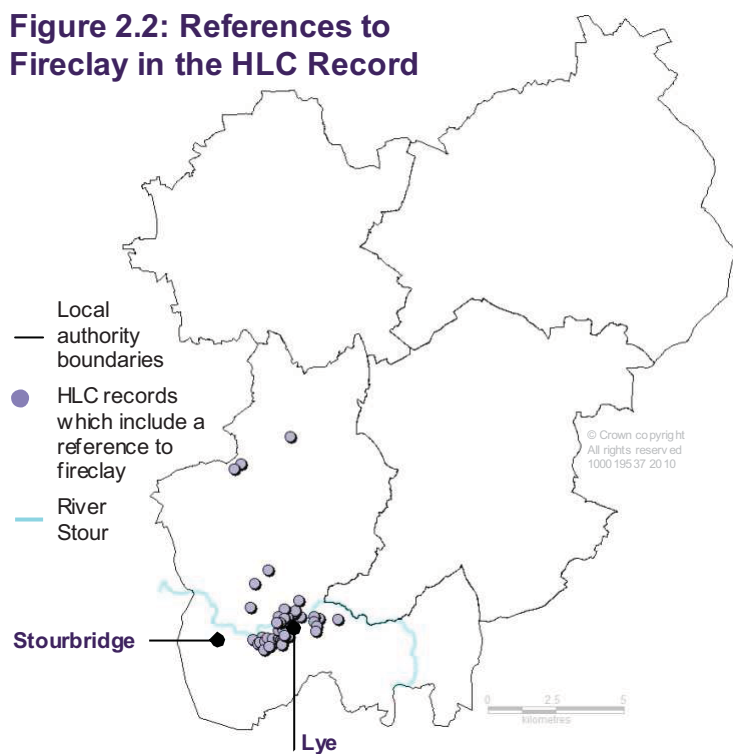 Figure 2.2: References to
Fireclay in the HLC Record
Local
authority
boundaries
HLC records
which include a
reference to
fireclay
River
Stour
© Crown copyright
All rights reserved
100019537 2010
Stourbridge
Lye
0 2.5 5
kilometres